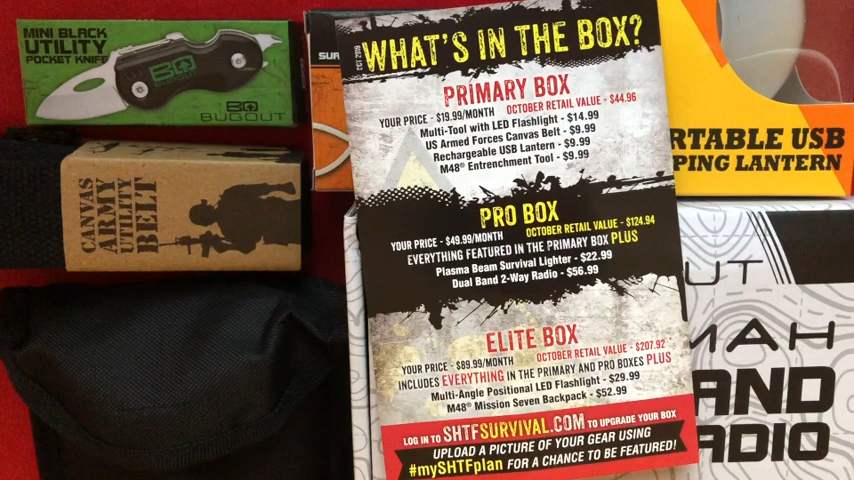 MINI BLACK
UTILITY
POCKET KNIFE
BO
BO
BUGOUT
CANVAS
ARMY
UTILITY
BELT
SUR
OCT 2019
WHAT'S IN THE BOX?
PRIMARY BOX
YOUR PRICE - $19.99/MONTH OCTOBER RETAIL VALUE - $44.96
Multi-Tool with LED Flashlight - $14.99
US Armed Forces Canvas Belt - $9.99
Rechargeable USB Lantern - $9.99
M48® Entrenchment Tool - $9.99
PRO BOX
YOUR PRICE - $49.99/MONTH OCTOBER RETAIL VALUE - $124.94
EVERYTHING FEATURED IN THE PRIMARY BOX PLUS
Plasma Beam Survival Lighter - $22.99
Dual Band 2-Way Radio - $56.99
ELITE BOX
YOUR PRICE - $89.99/MONTH OCTOBER RETAIL VALUE - $207.92
INCLUDES EVERYTHING IN THE PRIMARY AND PRO BOXES PLUS
Multi-Angle Positional LED Flashlight - $29.99
M48® Mission Seven Backpack - $52.99
LOG IN TO SHTFSURVIVAL.COM TO UPGRADE YOUR BOX
UPLOAD A PICTURE OF YOUR GEAR USING
#mySHTFplan FOR A CHANCE TO BE FEATURED!
RTABLE USB
PING LANTERN
UT
MAH
AND
ADIO